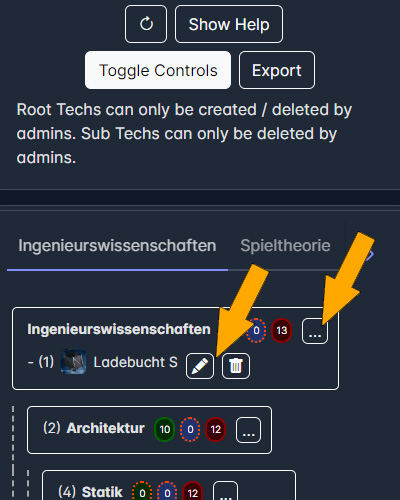 ↻ Show Help
Toggle Controls Export
Root Techs can only be created / deleted by
admins. Sub Techs can only be deleted by
admins.
Ingenieurswissenschaften Spieltheorie
Ingenieurswissenschaften 0 13 ...
- (1) Ladebucht S
(2) Architektur 10 0 12 ...
(4) Statik 0 0 12 ...